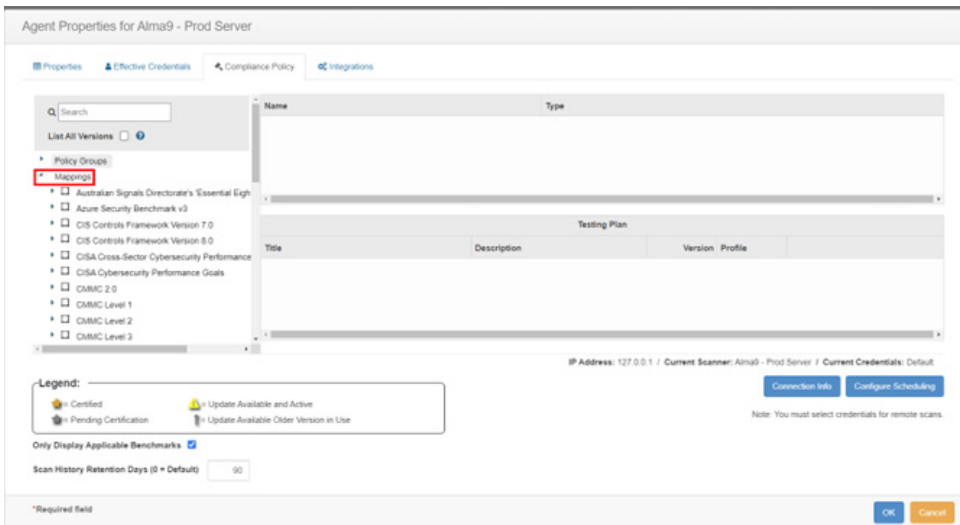 Agent Properties for Alma9 - Prod Server
Properties Effective Credentials Compliance Policy Integrations
Search
List All Versions
Policy Groups
Mappings
Australian Signals Directorate's 'Essential Eigh
Azure Security Benchmark v3
CIS Controls Framework Version 7.0
CIS Controls Framework Version 8.0
CISA Cross-Sector Cybersecurity Performance
CISA Cybersecurity Performance Goals
CMMC 2.0
CMMC Level 1
CMMC Level 2
CMMC Level 3
Name Type
Testing Plan
Title Description Version Profile
IP Address: 127.0.0.1 / Current Scanner: Alma9 - Prod Server / Current Credentials: Default
Legend:
= Certified = Update Available and Active
= Pending Certification = Update Available Older Version in Use
Connection Info Configure Scheduling
Note: You must select credentials for remote scans.
Only Display Applicable Benchmarks
Scan History Retention Days (0 = Default) 90
*Required field
OK Cancel